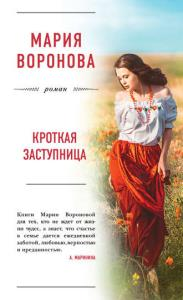 МАРИЯ
ВОРОНОВА
роман
КРОТКАЯ
ЗАСТУПНИЦА
Книги Марии Вороновой
для тех, кто не ждет от жиз-
ни чудес, а знает, что счастье
в семье дается ежедневной
заботой, любовью, верностью
и преданностью.
А. МАРИНИНА